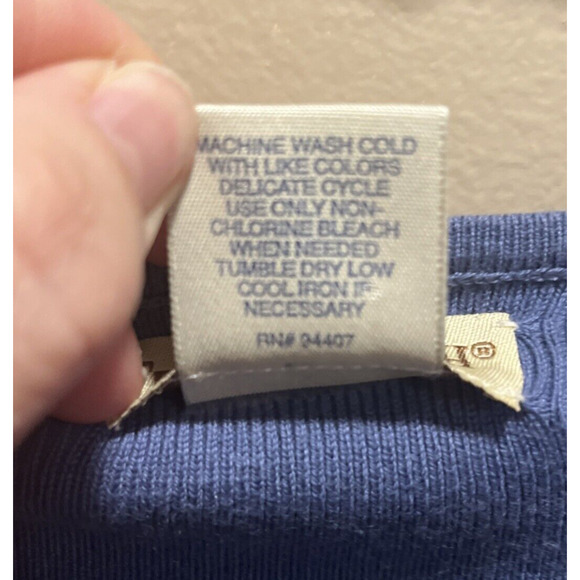 MACHINE WASH COLD
WITH LIKE COLORS
DELICATE CYCLE
USE ONLY NON-
CHLORINE BLEACH
WHEN NEEDED
TUMBLE DRY LOW
COOL IRON IF
NECESSARY
RN# 94407
®